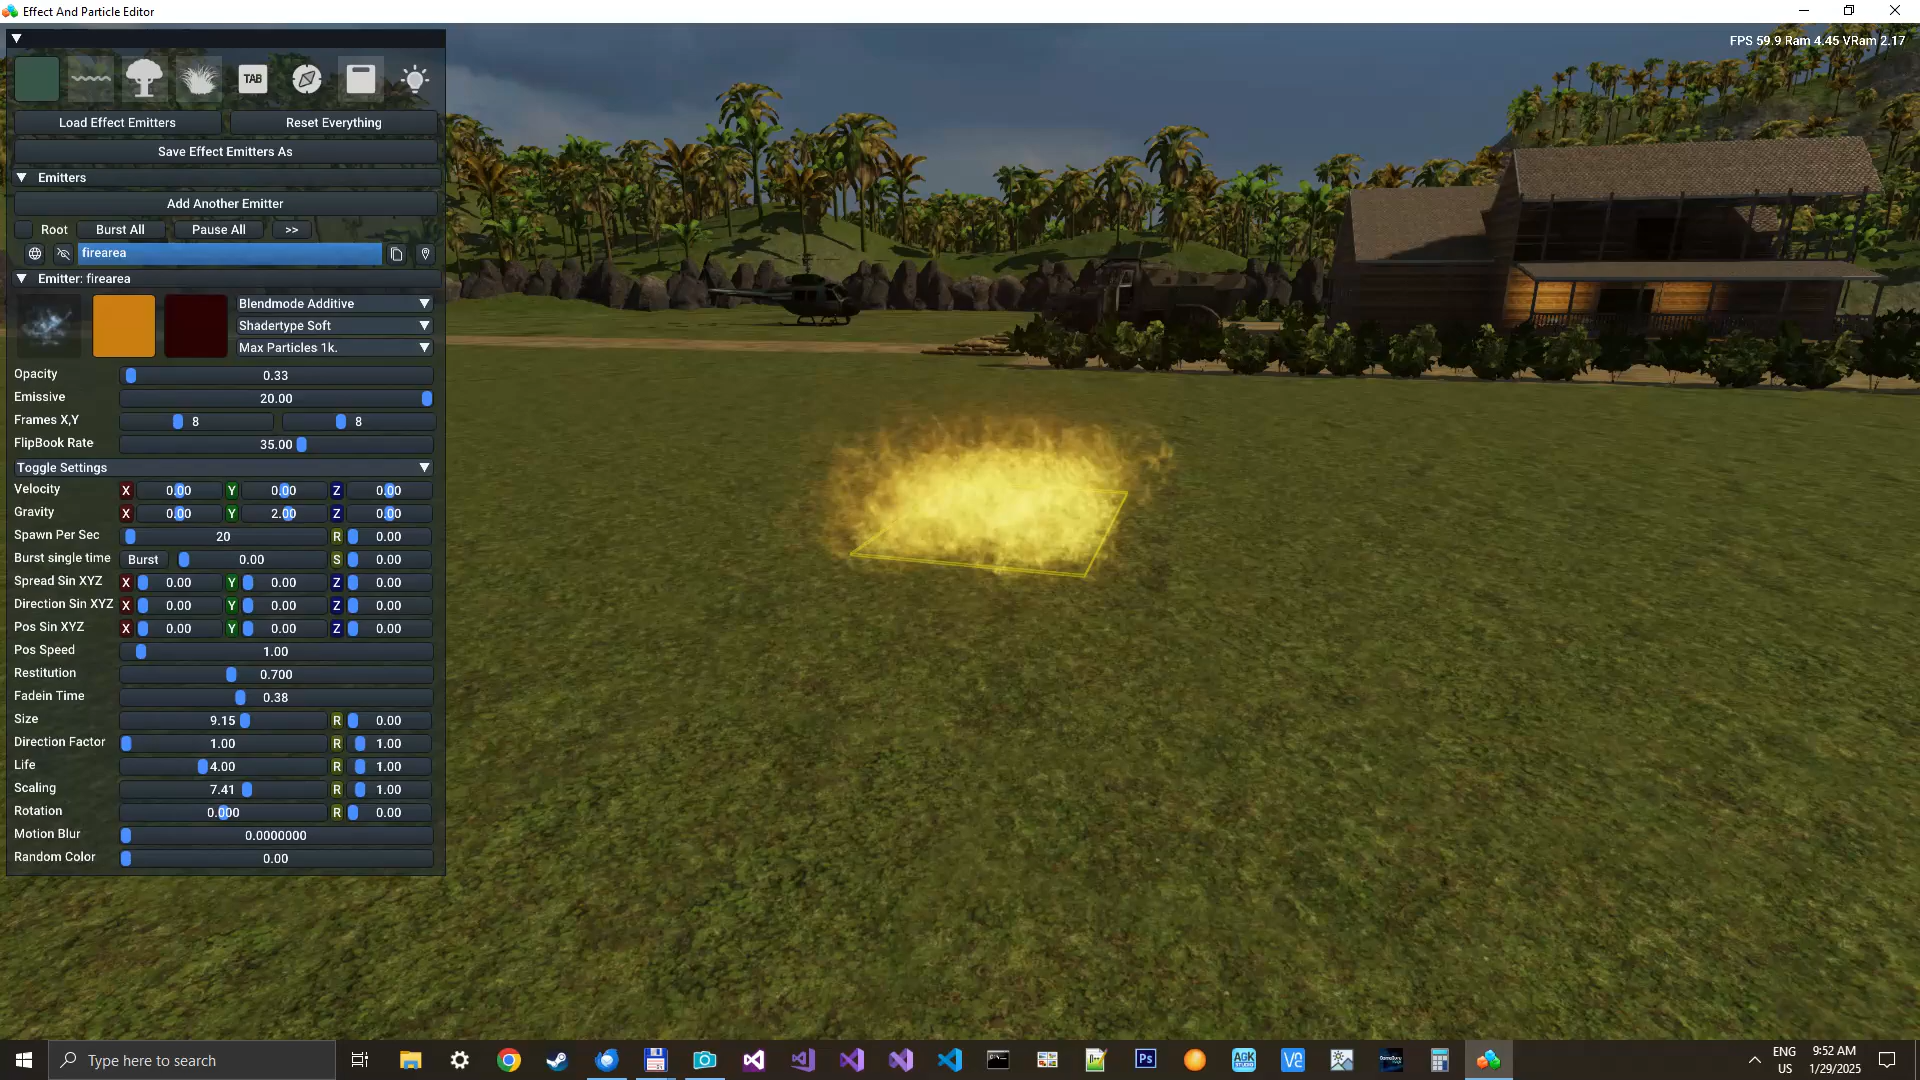 Effect And Particle Editor
FPS 59.9 Ram 4.45 VRam 2.17
TAB
Load Effect Emitters Reset Everything
Save Effect Emitters As
Emitters
Add Another Emitter
Root Burst All Pause All >>
firearea
Emitter: firearea
Blendmode Additive
Shadertype Soft
Max Particles 1k.
Opacity 0.33
Emissive 20.00
Frames X,Y 8 8
FlipBook Rate 35.00
Toggle Settings
Velocity X 0.00 Y 0.00 Z 0.00
Gravity X 0.00 Y 2.00 Z 0.00
Spawn Per Sec 20 R 0.00
Burst single time Burst 0.00 S 0.00
Spread Sin XYZ X 0.00 Y 0.00 Z 0.00
Direction Sin XYZ X 0.00 Y 0.00 Z 0.00
Pos Sin XYZ X 0.00 Y 0.00 Z 0.00
Pos Speed 1.00
Restitution 0.700
Fadein Time 0.38
Size 9.15 R 0.00
Direction Factor 1.00 R 1.00
Life 4.00 R 1.00
Scaling 7.41 R 1.00
Rotation 0.000 R 0.00
Motion Blur 0.0000000
Random Color 0.00
Type here to search
Ps
AGK
STUDIO
VE
ENG
US
9:52 AM
1/29/2025